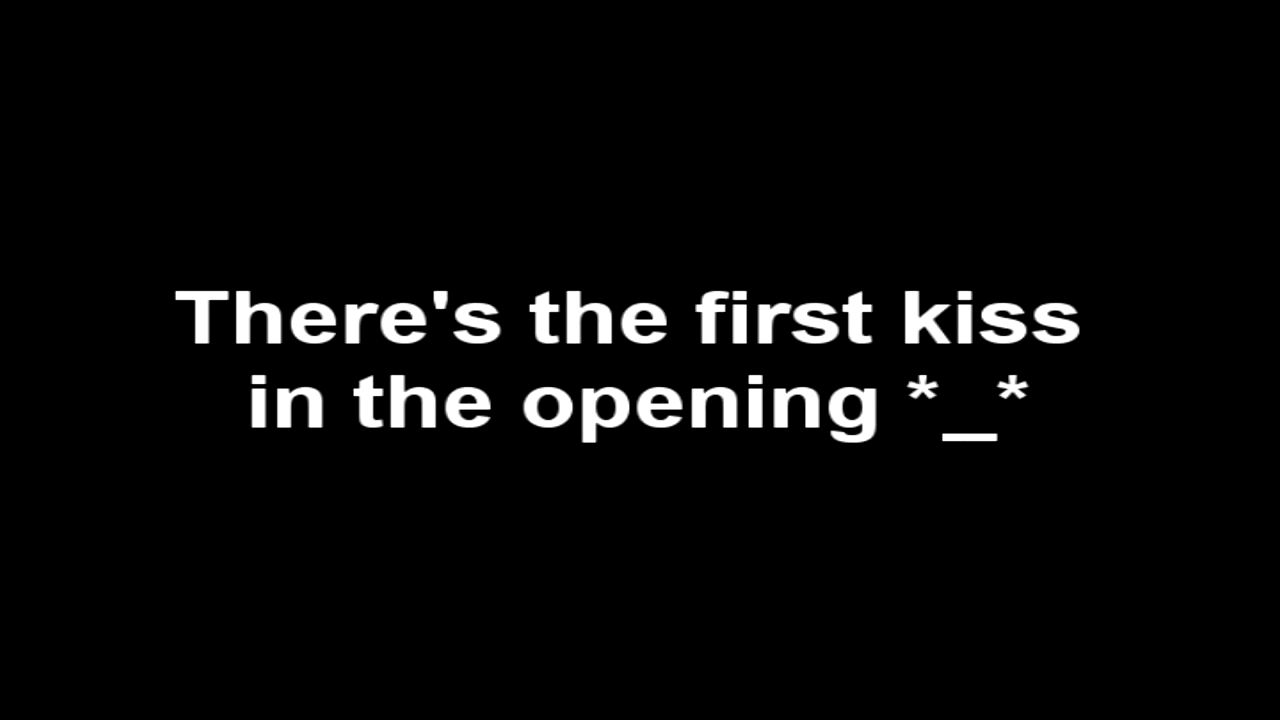 There's the first kiss
in the opening *_*